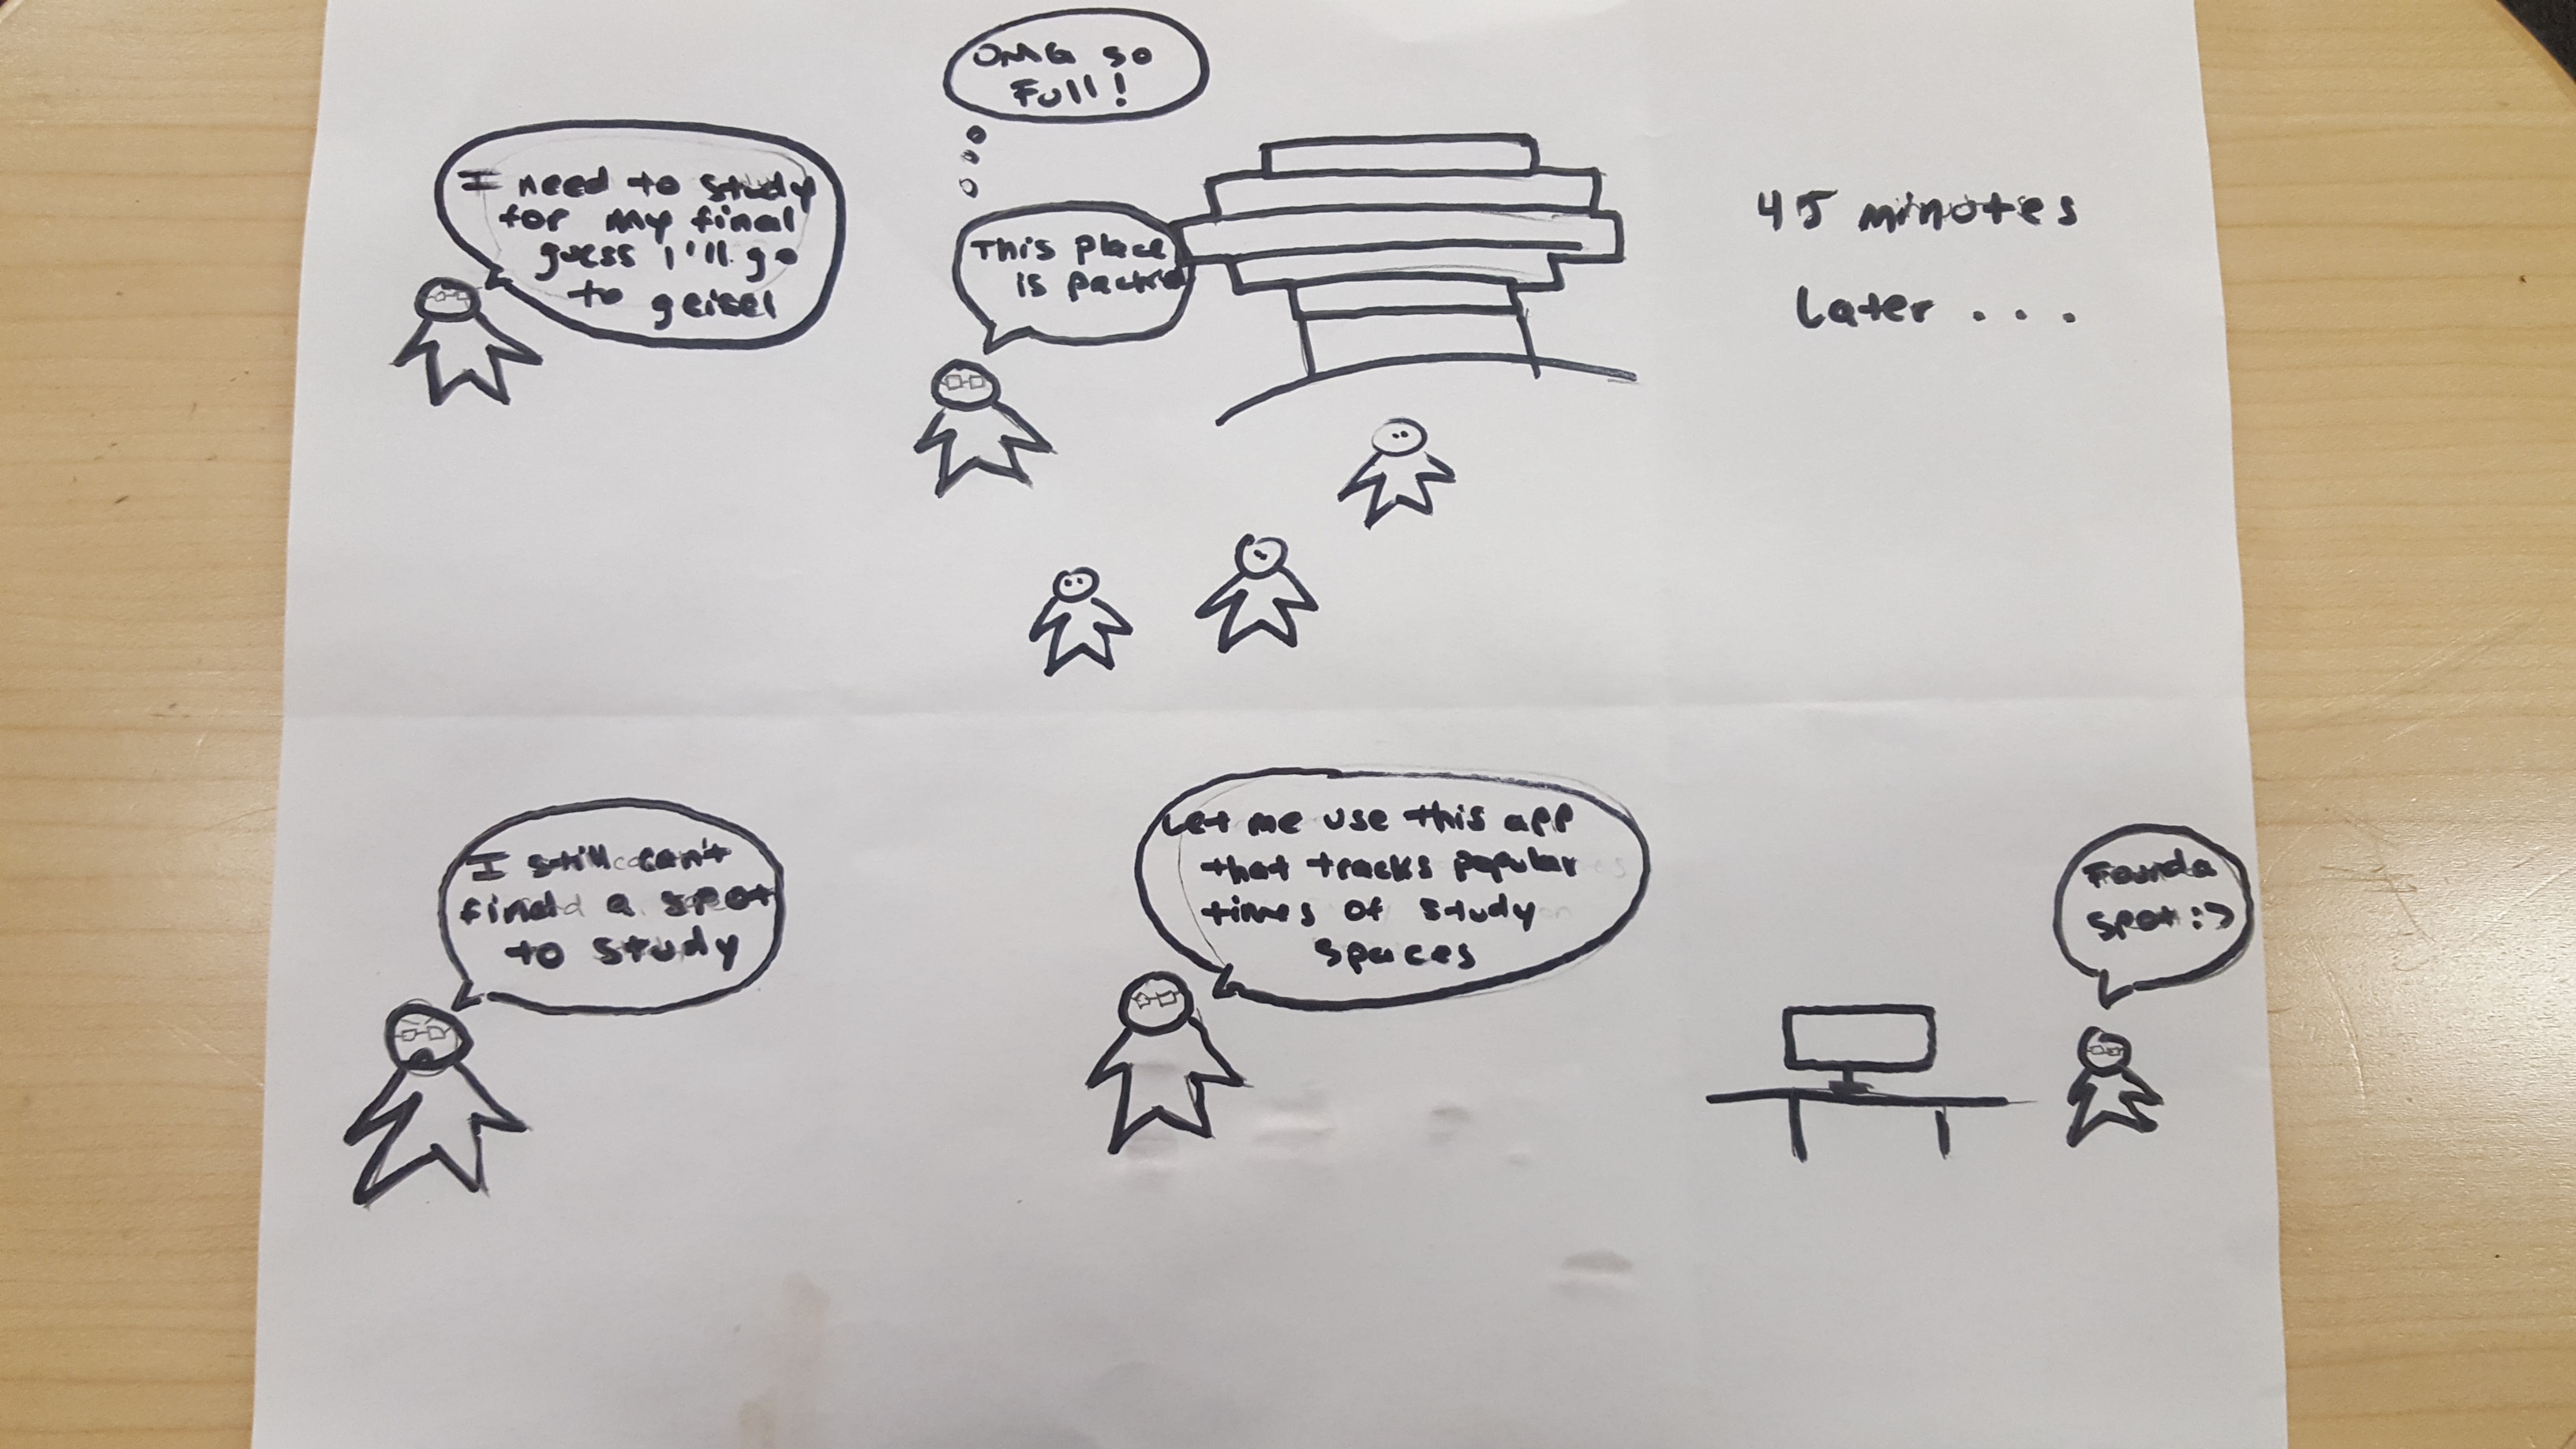 I need to study
for my final
guess I'll go
to geisel
OMG so
Full!
This place
is packed
45 minutes
Later...
I still can't
find a spot
to study
Let me use this app
that tracks popular
times of study
spaces
Found a
spot :>